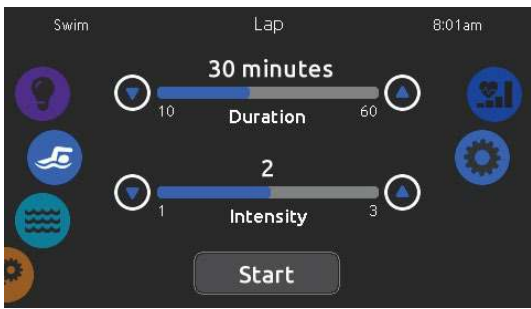 Swim Lap 8:01am
30 minutes
10 Duration 60
2
1 Intensity 3
Start